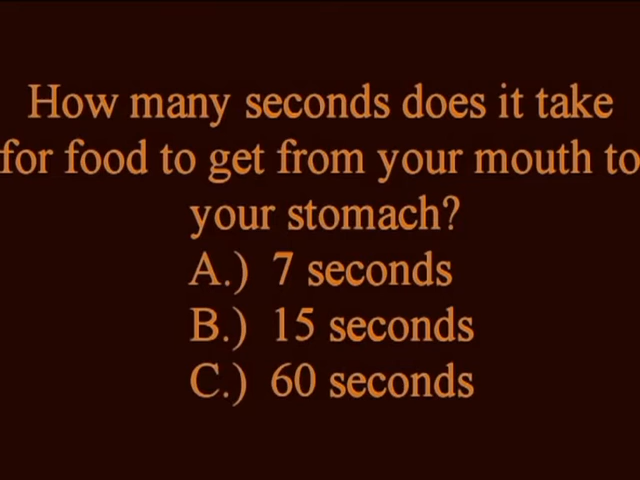 How many seconds does it take
for food to get from your mouth to
your stomach?
A.) 7 seconds
B.) 15 seconds
C.) 60 seconds